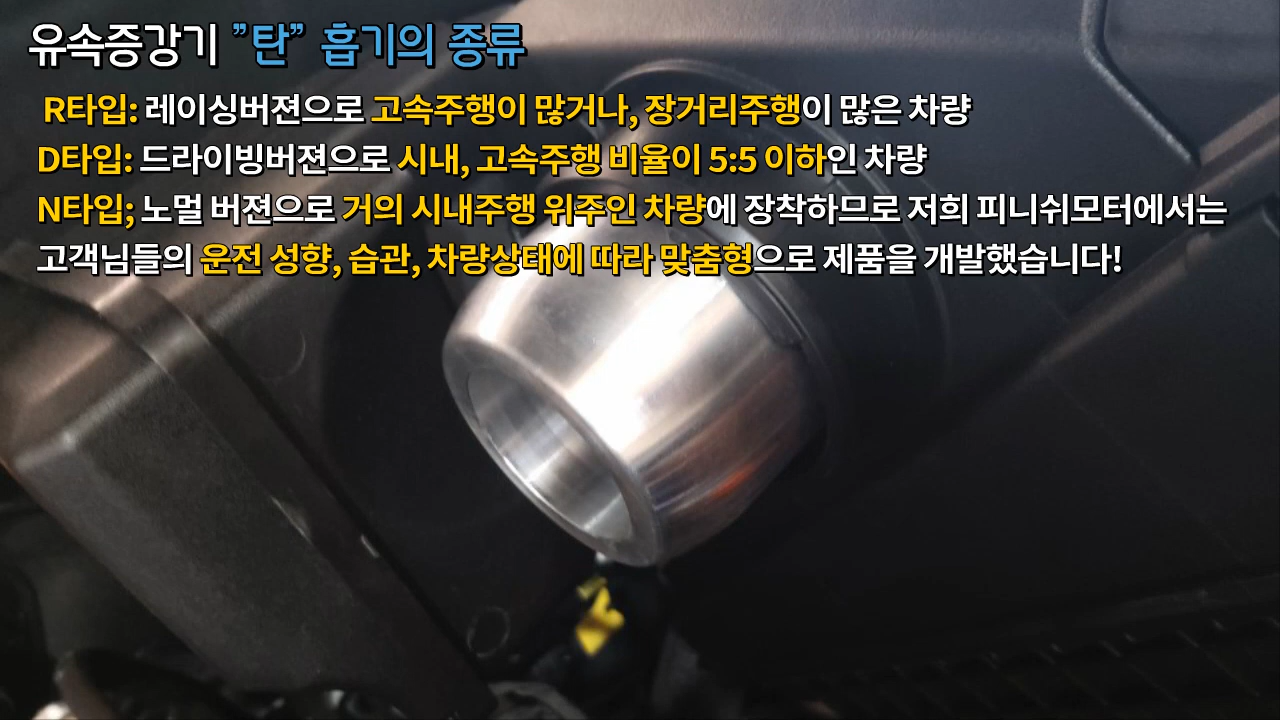 유속증강기 "탄" 흡기의 종류
R타입: 레이싱버젼으로 고속주행이 많거나, 장거리주행이 많은 차량
D타입: 드라이빙버젼으로 시내, 고속주행 비율이 5:5 이하인 차량
N타입; 노멀 버젼으로 거의 시내주행 위주인 차량에 장착하므로 저희 피니쉬모터에서는
고객님들의 운전 성향, 습관, 차량상태에 따라 맞춤형으로 제품을 개발했습니다!